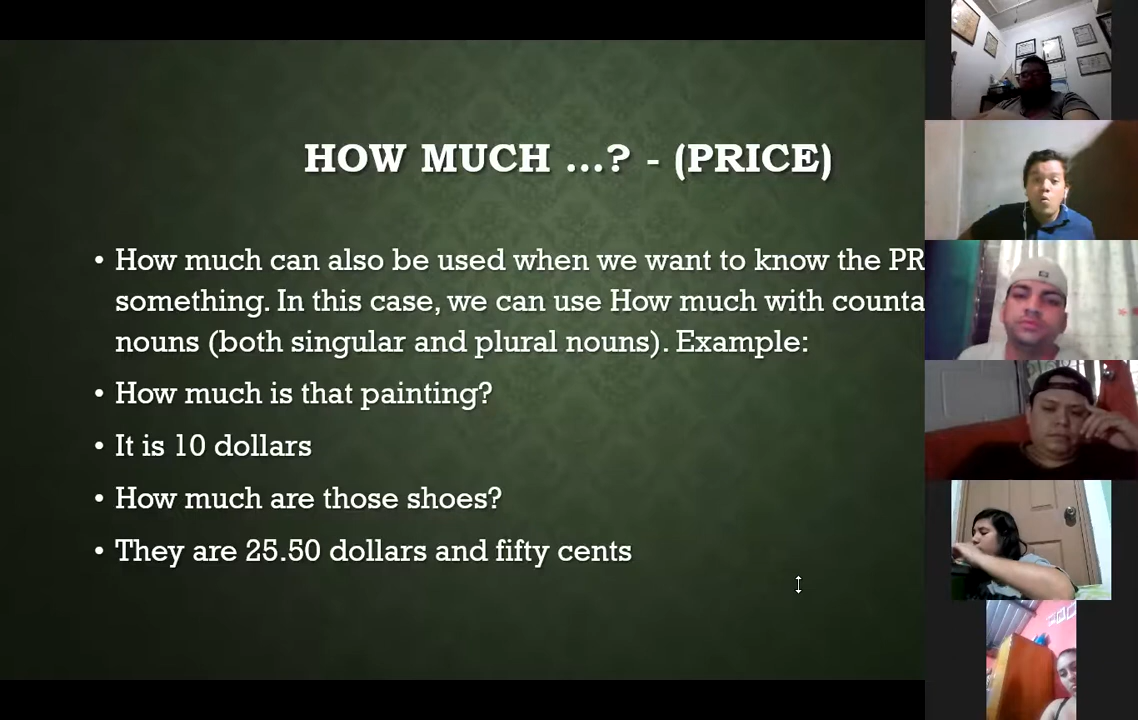 HOW MUCH ...? - (PRICE)
• How much can also be used when we want to know the PR
something. In this case, we can use How much with counta
nouns (both singular and plural nouns). Example:
• How much is that painting?
• It is 10 dollars
• How much are those shoes?
• They are 25.50 dollars and fifty cents